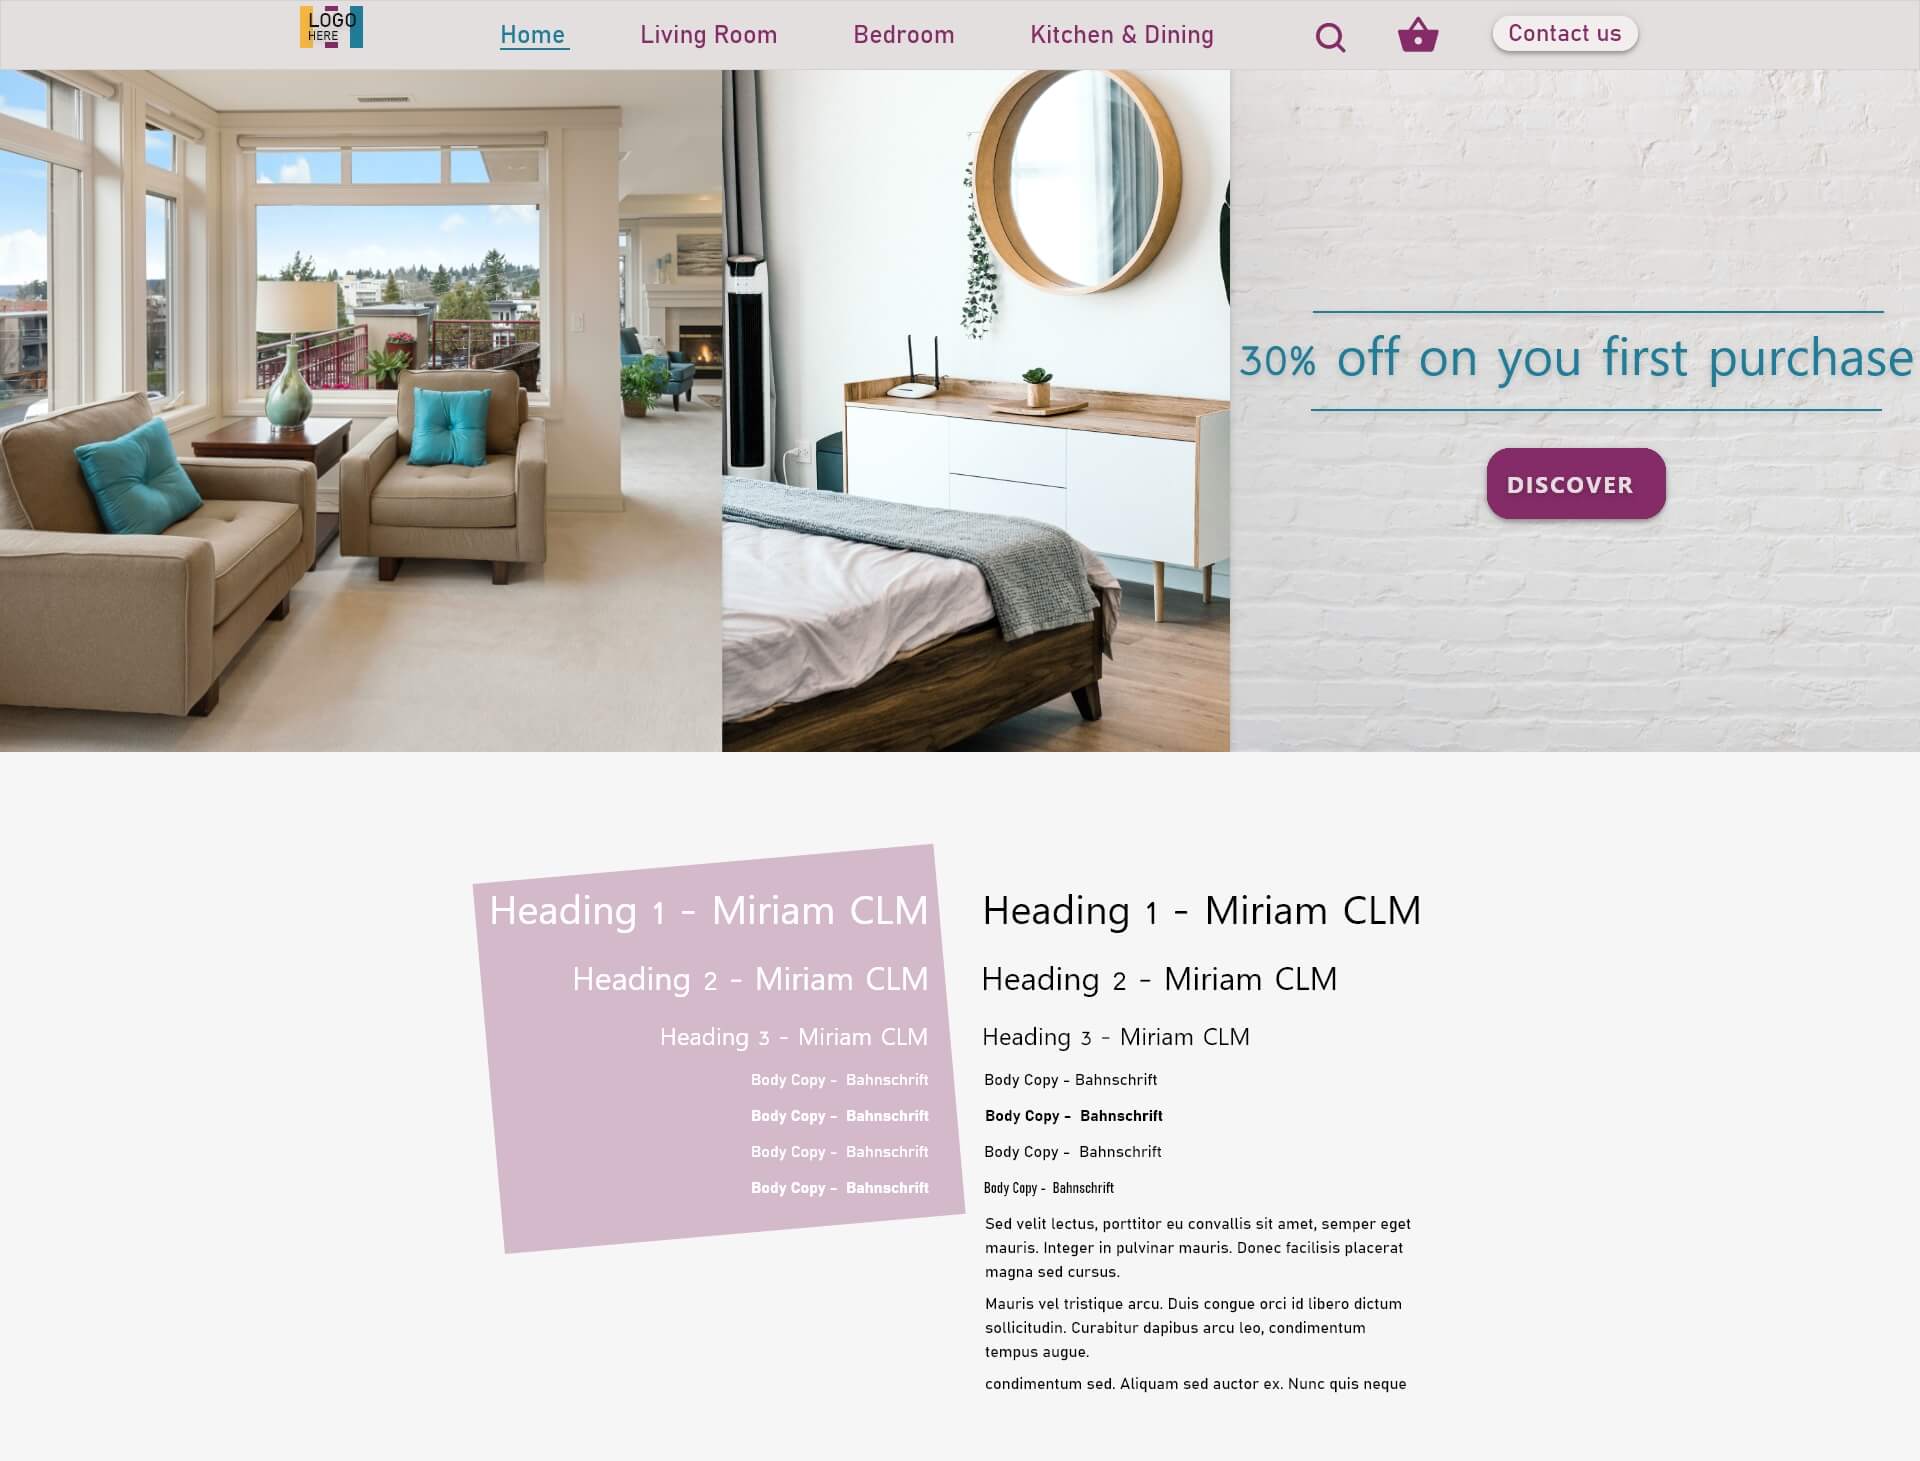 LOGO
HERE
Home Living Room Bedroom Kitchen & Dining Contact us
30% off on you first purchase
DISCOVER
Heading 1 - Miriam CLM
Heading 2 - Miriam CLM
Heading 3 - Miriam CLM
Body Copy - Bahnschrift
Body Copy - Bahnschrift
Body Copy - Bahnschrift
Body Copy - Bahnschrift
Heading 1 - Miriam CLM
Heading 2 - Miriam CLM
Heading 3 - Miriam CLM
Body Copy - Bahnschrift
Body Copy - Bahnschrift
Body Copy - Bahnschrift
Body Copy - Bahnschrift
Sed velit lectus, porttitor eu convallis sit amet, semper eget
mauris. Integer in pulvinar mauris. Donec facilisis placerat
magna sed cursus.
Mauris vel tristique arcu. Duis congue orci id libero dictum
sollicitudin. Curabitur dapibus arcu leo, condimentum
tempus augue.
condimentum sed. Aliquam sed auctor ex. Nunc quis neque